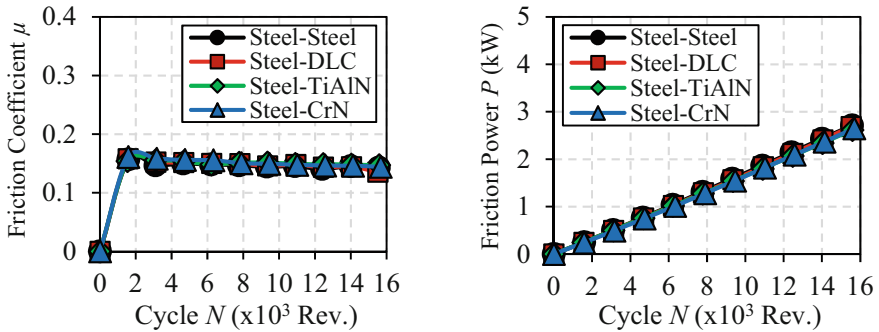 0.4
0.3
0.2
0.1
0
Friction Coefficient μ
Steel-Steel
Steel-DLC
Steel-TiAlN
Steel-CrN
0 2 4 6 8 10 12 14 16
Cycle N (x10³ Rev.)
5
4
3
2
1
0
Friction Power P (kW)
Steel-Steel
Steel-DLC
Steel-TiAlN
Steel-CrN
0 2 4 6 8 10 12 14 16
Cycle N (x10³ Rev.)